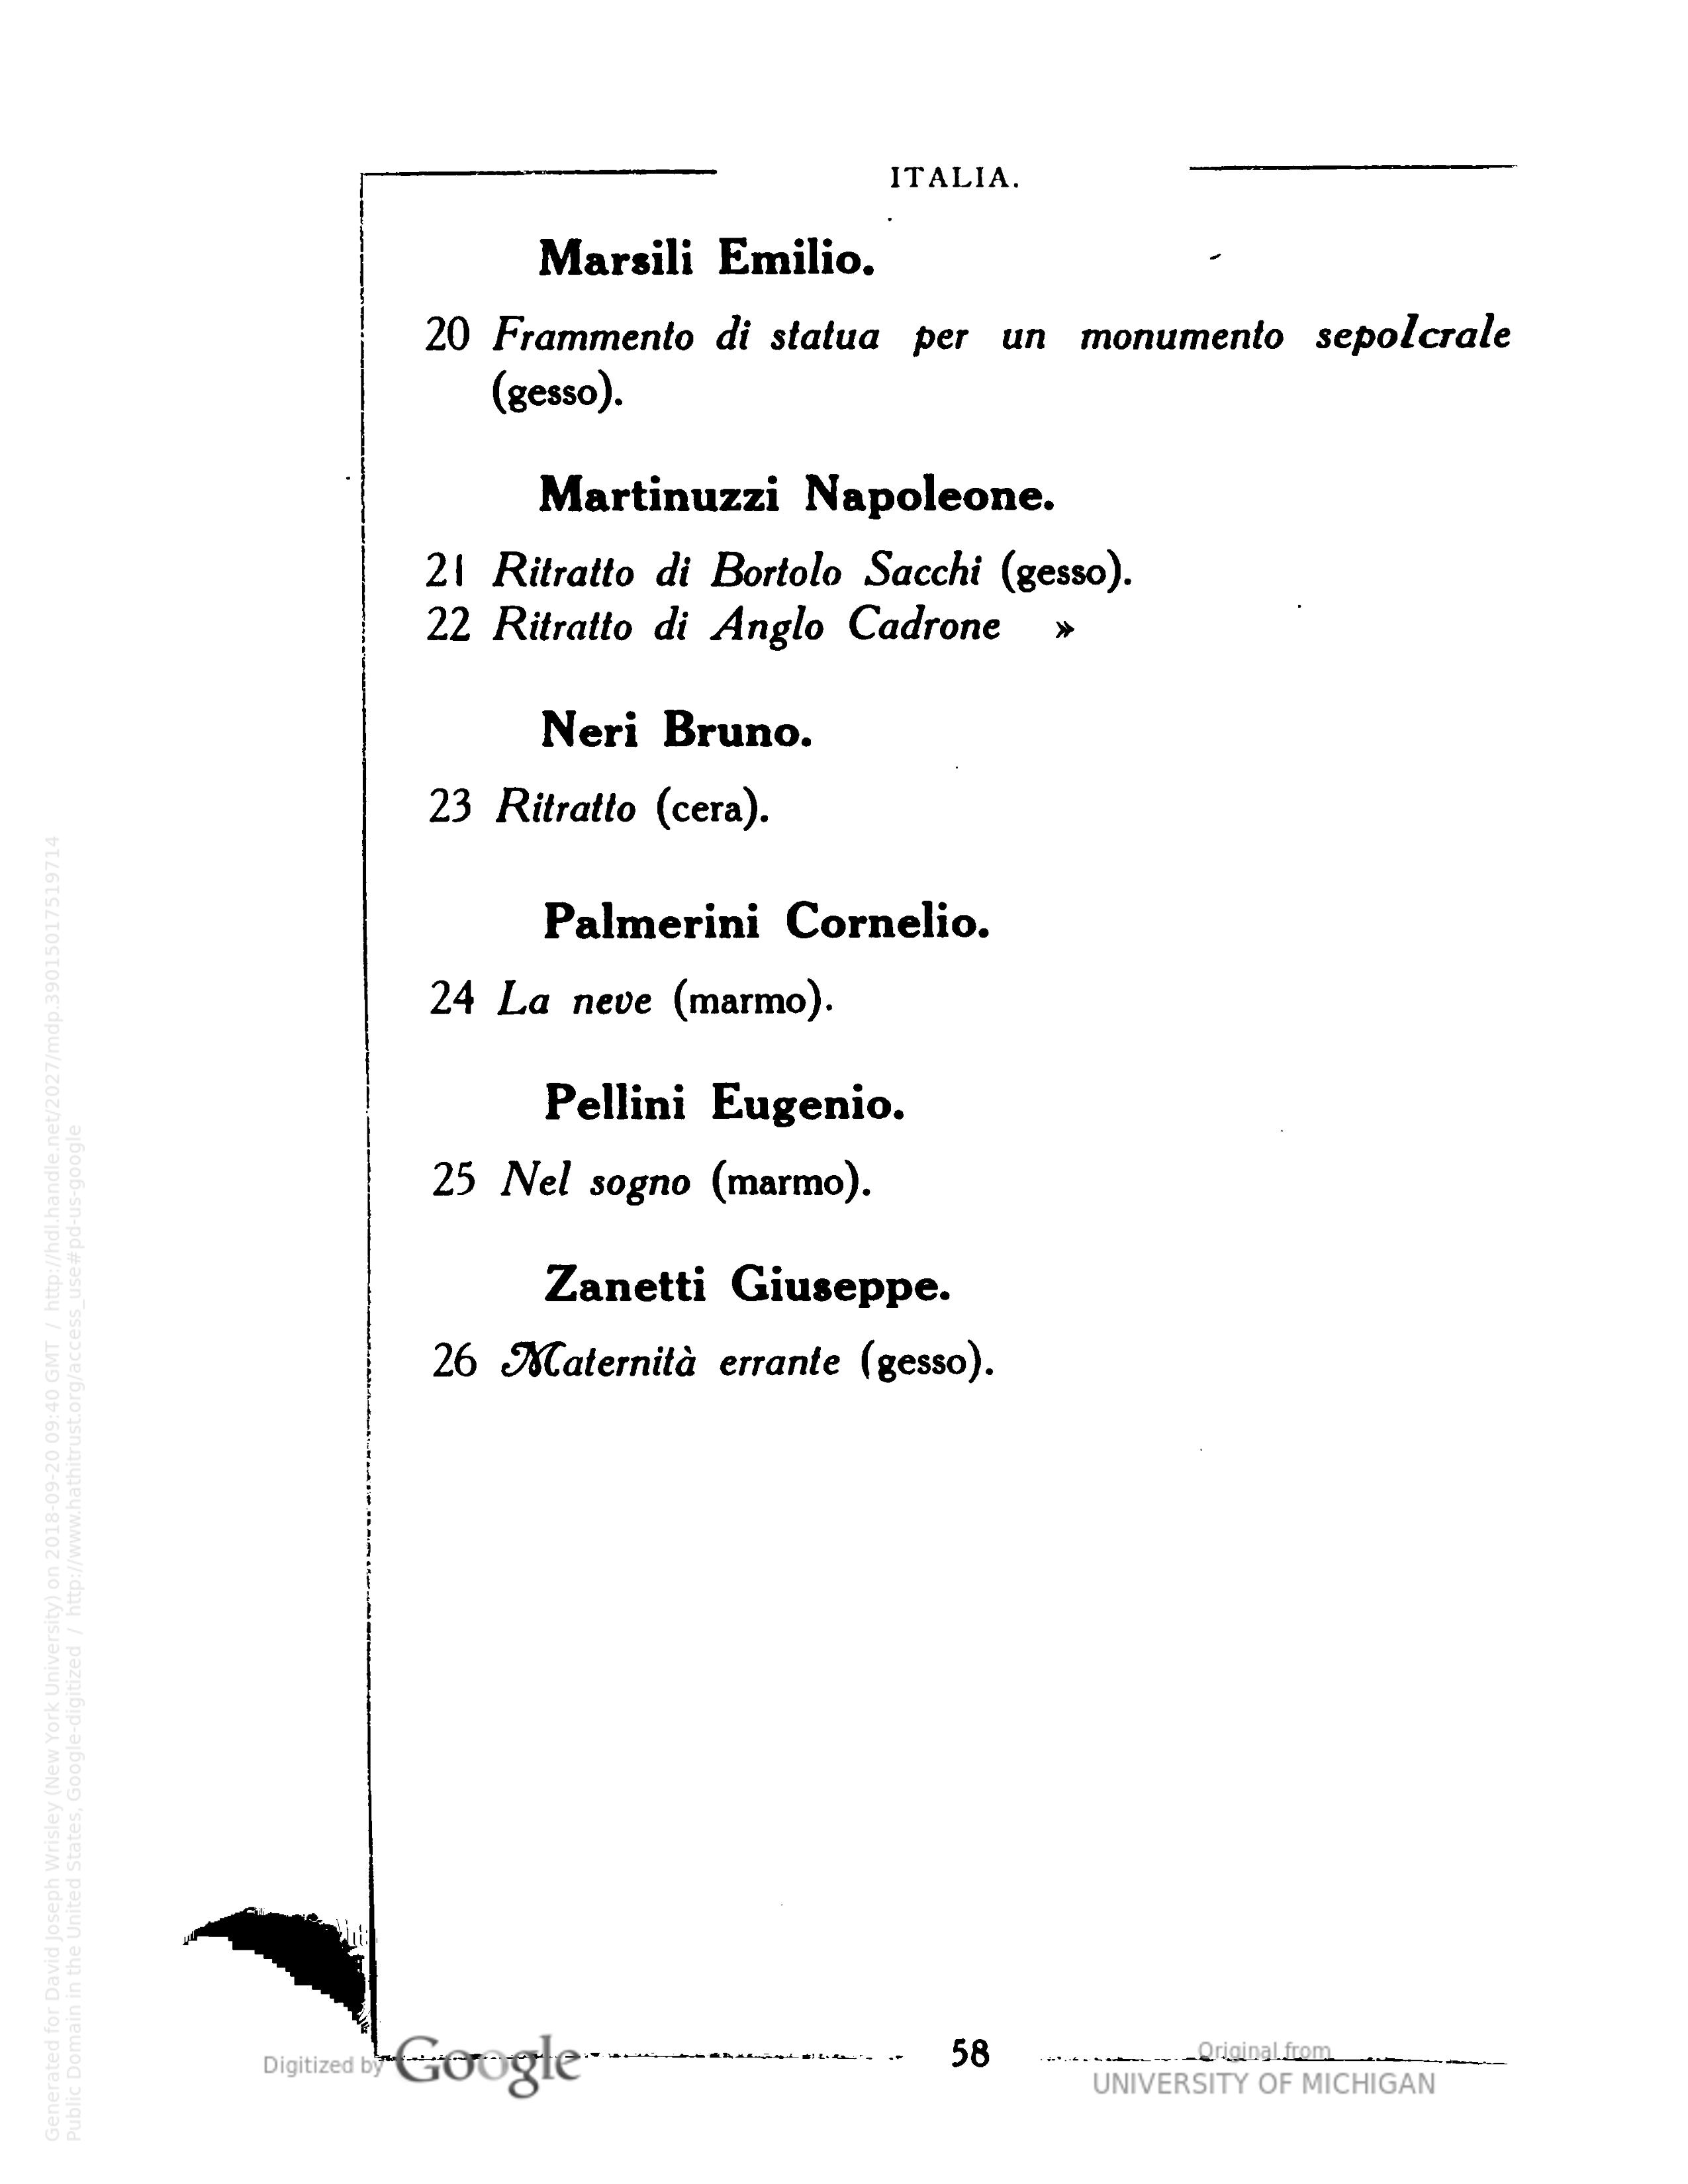 ITALIA.
Marsili Emilio.
20 Frammento di statua per un monumento sepolcrale
(gesso).
Martinuzzi Napoleone.
21 Ritratto di Bortolo Sacchi (gesso).
22 Ritratto di Anglo Cadrone »
Neri Bruno.
23 Ritratto (cera).
Palmerini Cornelio.
24 La neve (marmo).
Pellini Eugenio.
25 Nel sogno (marmo).
Zanetti Giuseppe.
26 Maternità errante (gesso).
58
Digitized by Google
Original from
UNIVERSITY OF MICHIGAN
Generated for David Joseph Wrisley (New York University) on 2018-09-20 09:40 GMT / http://hdl.handle.net/2027/mdp.39015017519714
Public Domain in the United States, Google-digitized / http://www.hathitrust.org/access_use#pd-us-google